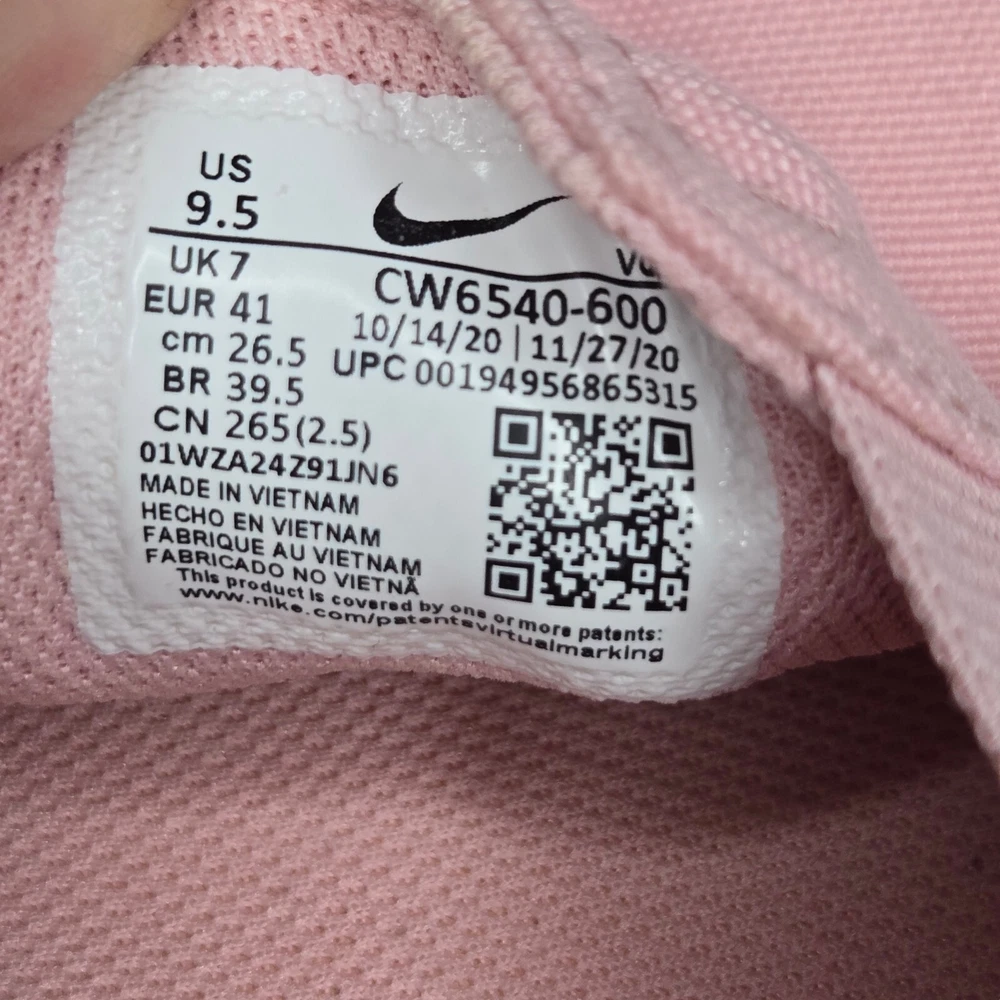 US
9.5
UK 7
EUR 41
cm 26.5
BR 39.5
CN 265(2.5)
CW6540-600
10/14/20 | 11/27/20
UPC 00194956865315
01WZA24Z91JN6
MADE IN VIETNAM
HECHO EN VIETNAM
FABRIQUE AU VIETNAM
FABRICADO NO VIETNÃ
This product is covered by one or more patents:
www.nike.com/patentsvirtualmarking